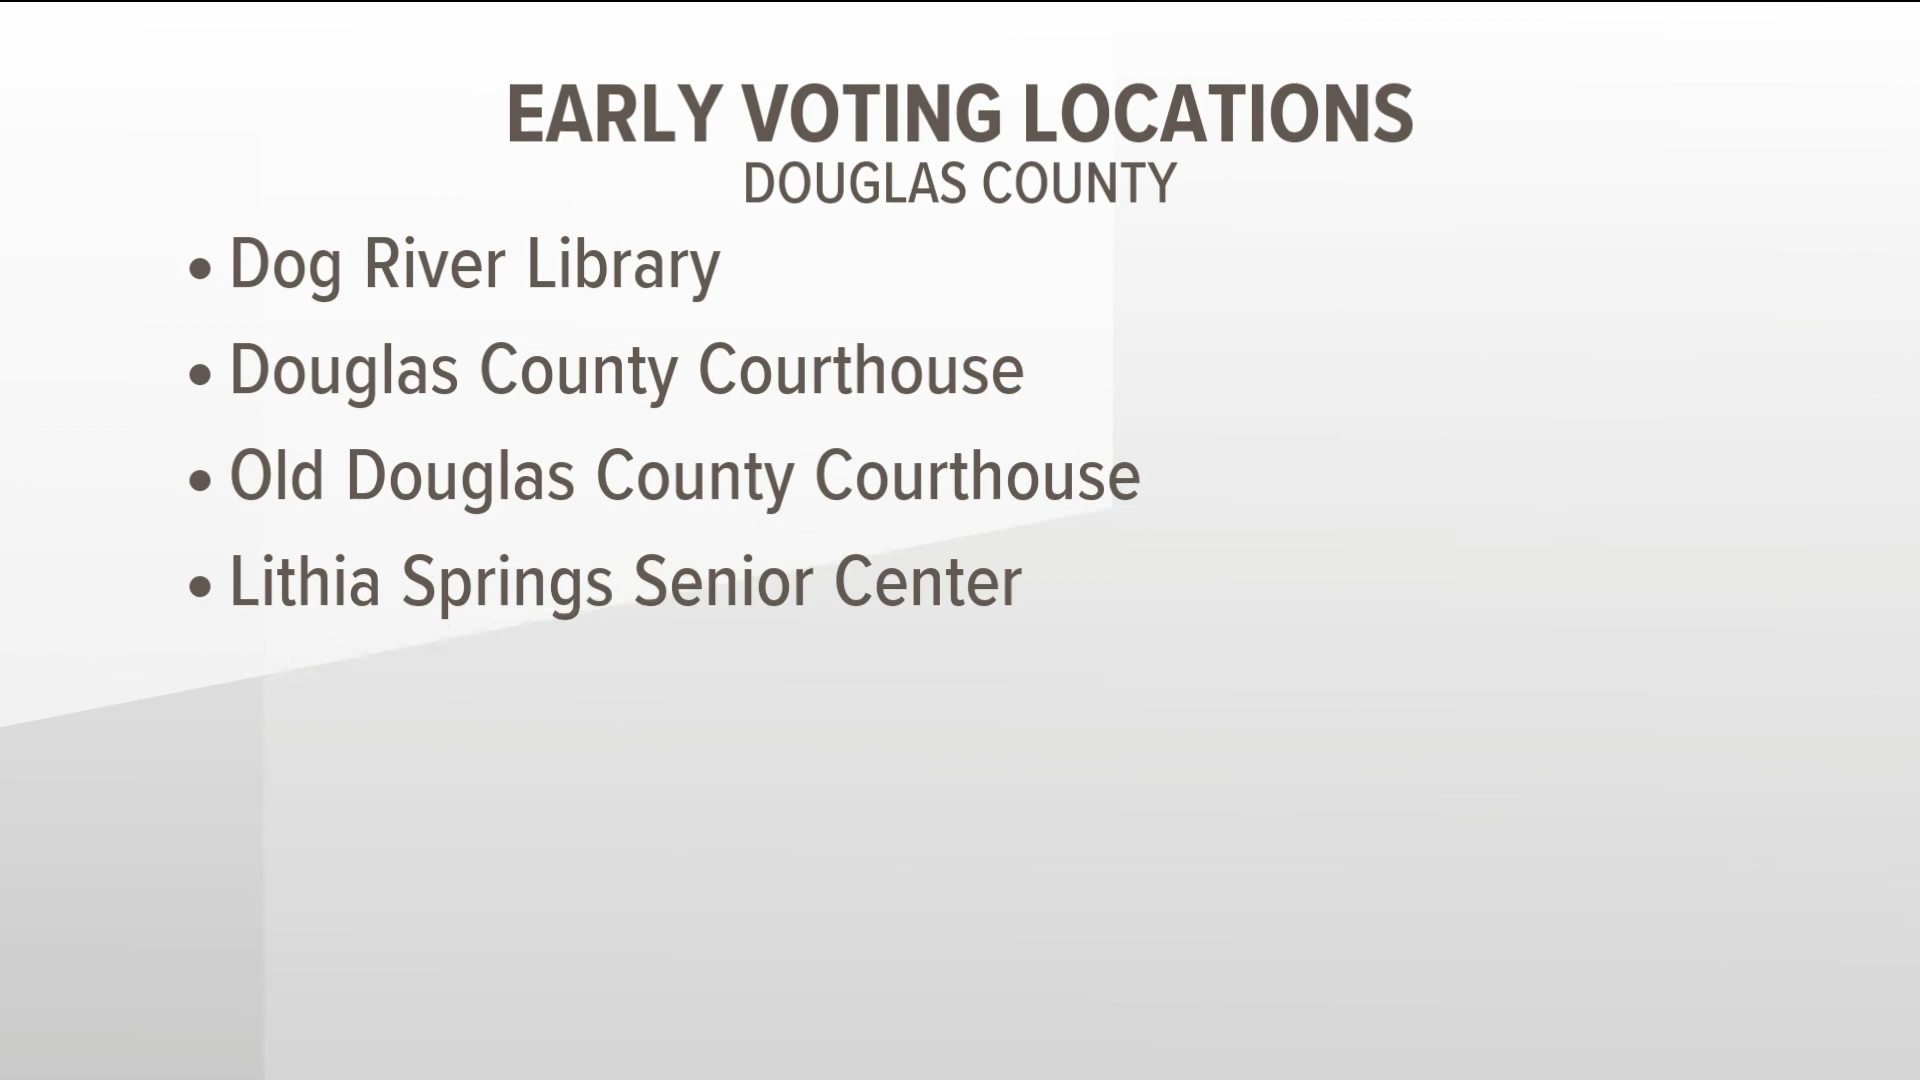 EARLY VOTING LOCATIONS
DOUGLAS COUNTY
• Dog River Library
• Douglas County Courthouse
• Old Douglas County Courthouse
• Lithia Springs Senior Center